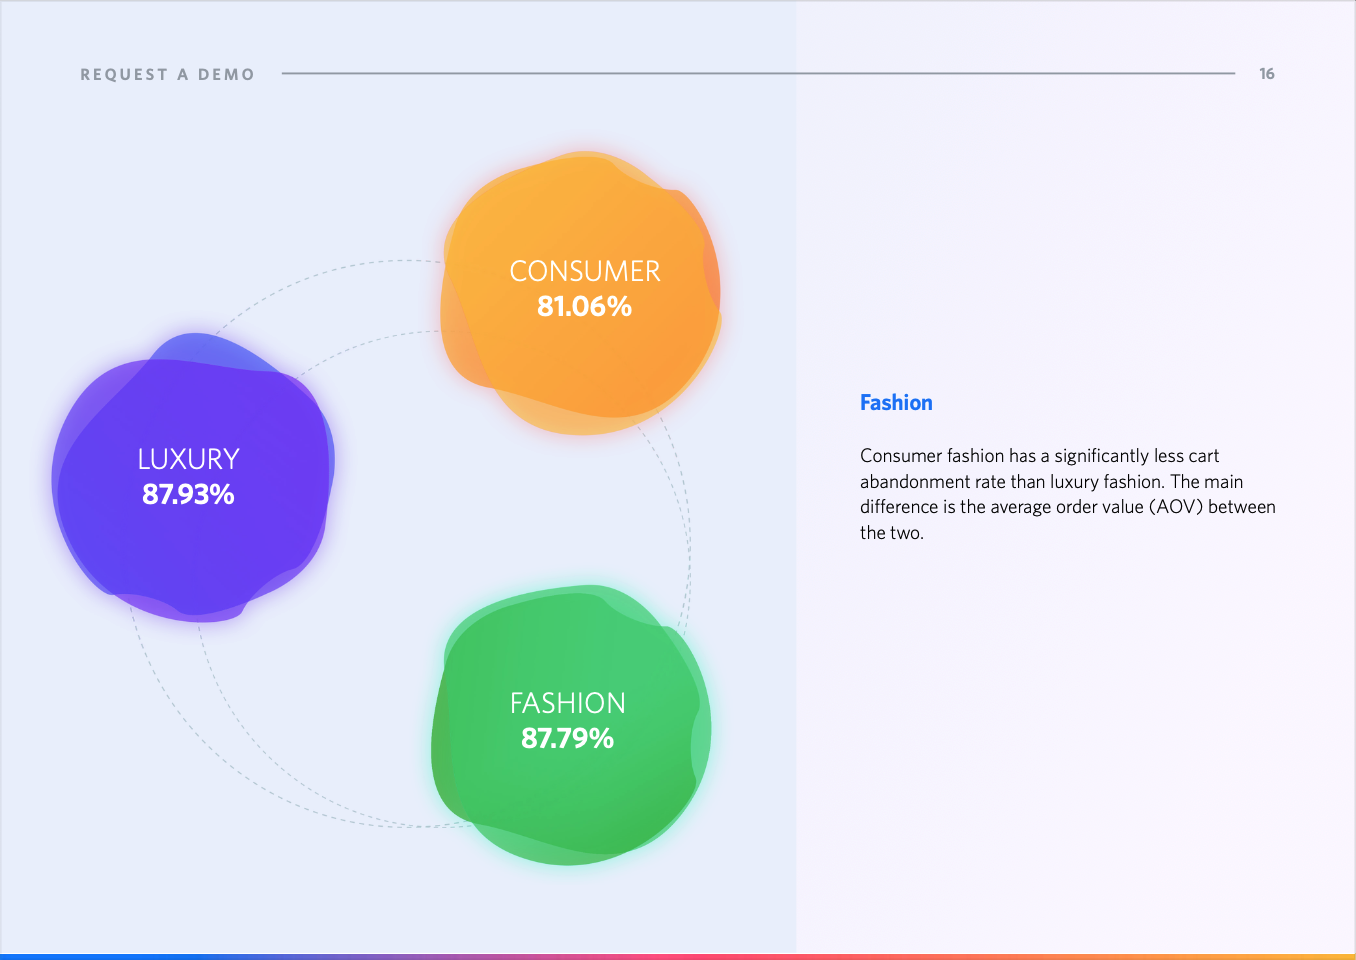 REQUEST A DEMO
16
CONSUMER
81.06%
LUXURY
87.93%
FASHION
87.79%
Fashion
Consumer fashion has a significantly less cart
abandonment rate than luxury fashion. The main
difference is the average order value (AOV) between
the two.